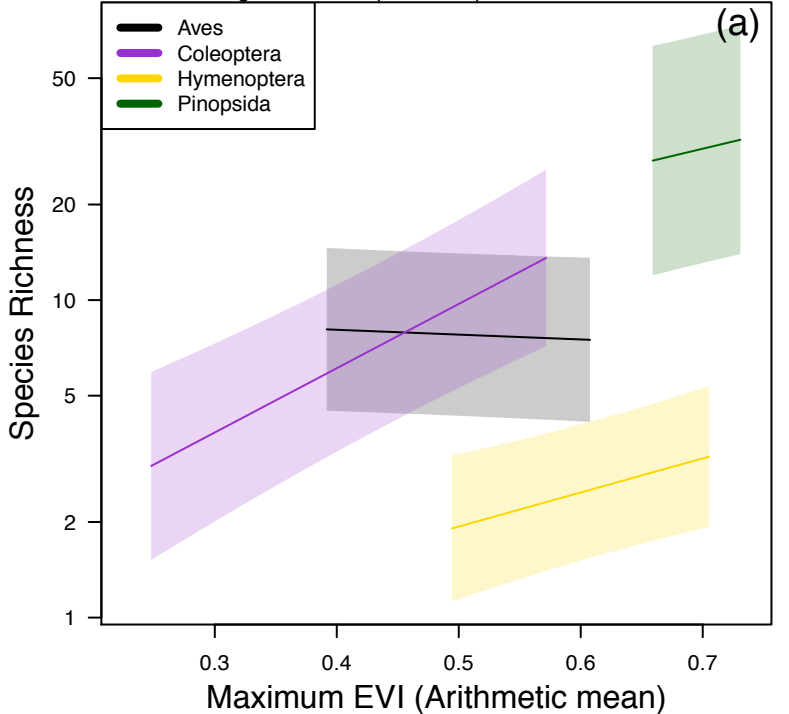 (a)
Aves
Coleoptera
Hymenoptera
Pinopsida
50
20
10
5
2
1
Species Richness
0.3 0.4 0.5 0.6 0.7
Maximum EVI (Arithmetic mean)